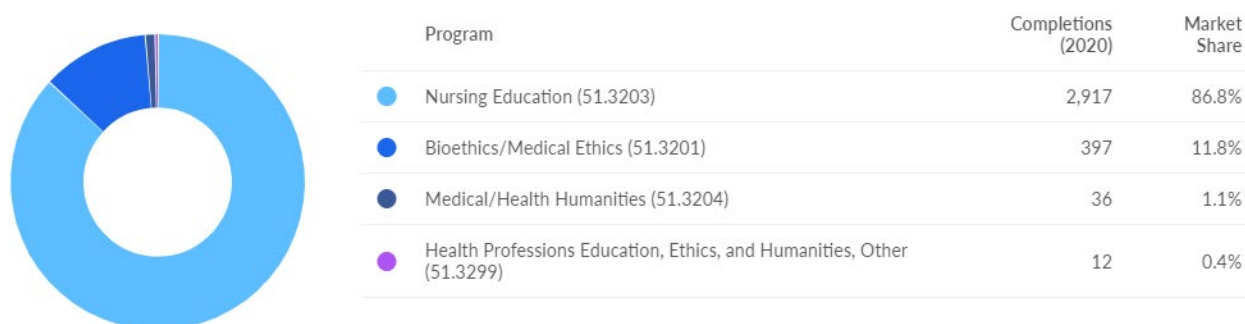 Program
Completions
(2020)
Market
Share
Nursing Education (51.3203)
2,917
86.8%
Bioethics/Medical Ethics (51.3201)
397
11.8%
Medical/Health Humanities (51.3204)
36
1.1%
Health Professions Education, Ethics, and Humanities, Other
(51.3299)
12
0.4%